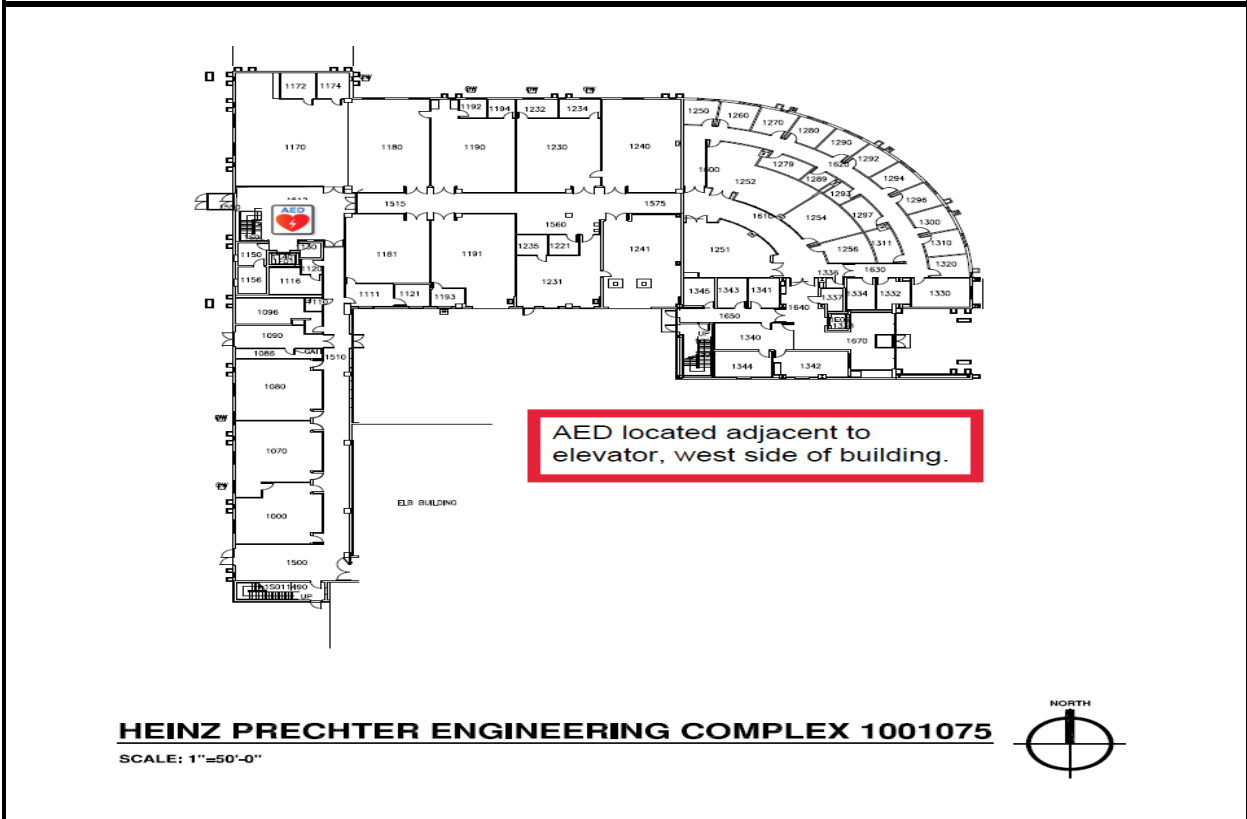 1172 1174
1192 1194 1232 1234
1250 1260 1270 1280 1290 1292 1294 1296 1300 1310 1320 1330
1170 1180 1190 1230 1240
1600 1252 1279 1289 1293 1297 1620
1515 1575
1560
1610 1254
AED
1235 1221 1241 1251 1256 1311
1150 1181 1191
1156 1116 1120
1231
1336 1630
1111 1121 1193
1345 1343 1341 1337 1334 1332
1640
1096
1650
1090
1510
1340 1670
UP
1086
1344 1342
1080
AED located adjacent to
elevator, west side of building.
1070
ELB BUILDING
1000
1500
UP
NORTH
HEINZ PRECHTER ENGINEERING COMPLEX 1001075
SCALE: 1"=50'-0"